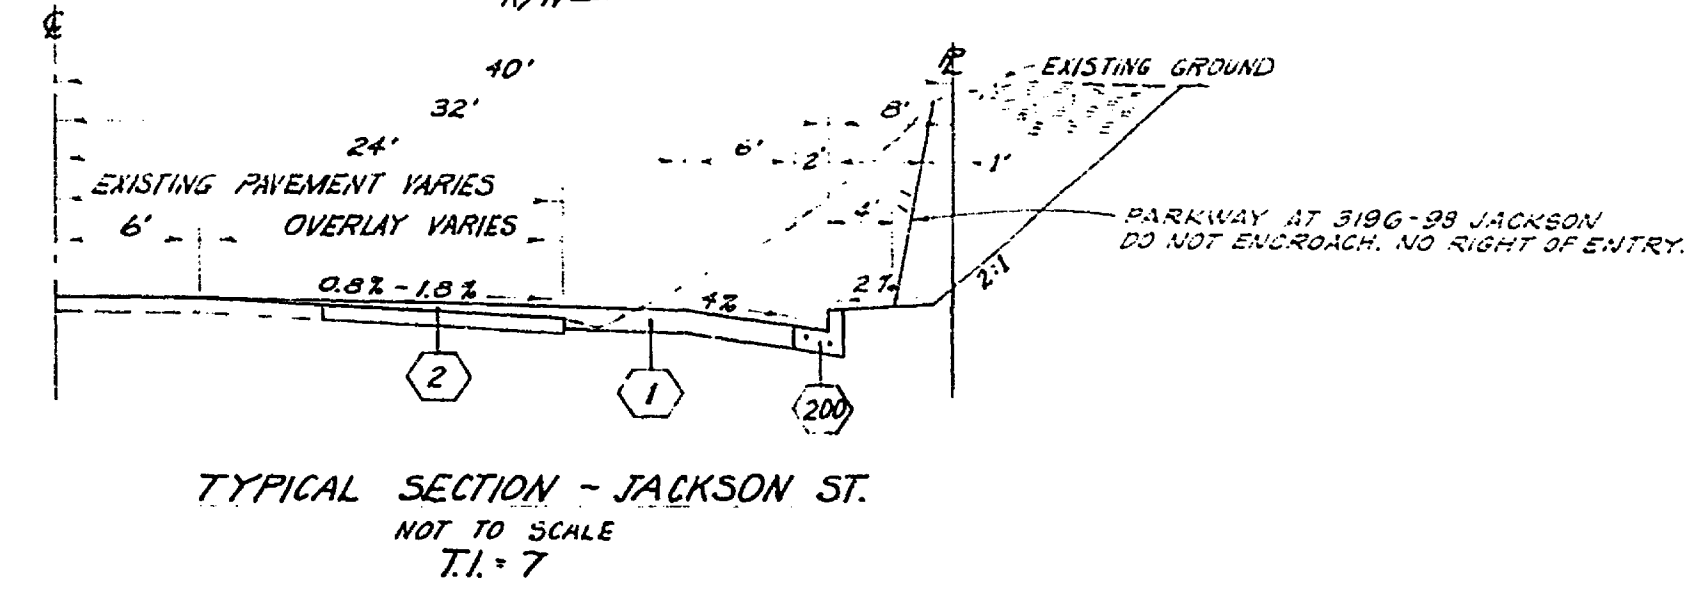 ℄
40'
32'
24'
EXISTING PAVEMENT VARIES
6' OVERLAY VARIES
0.8% - 1.8%
4%
6'
2'
8'
4'
1'
2%
℞
EXISTING GROUND
PARKWAY AT 3196-98 JACKSON
DO NOT ENCROACH. NO RIGHT OF ENTRY.
2:1
2
1
200
TYPICAL SECTION - JACKSON ST.
NOT TO SCALE
T.I. = 7